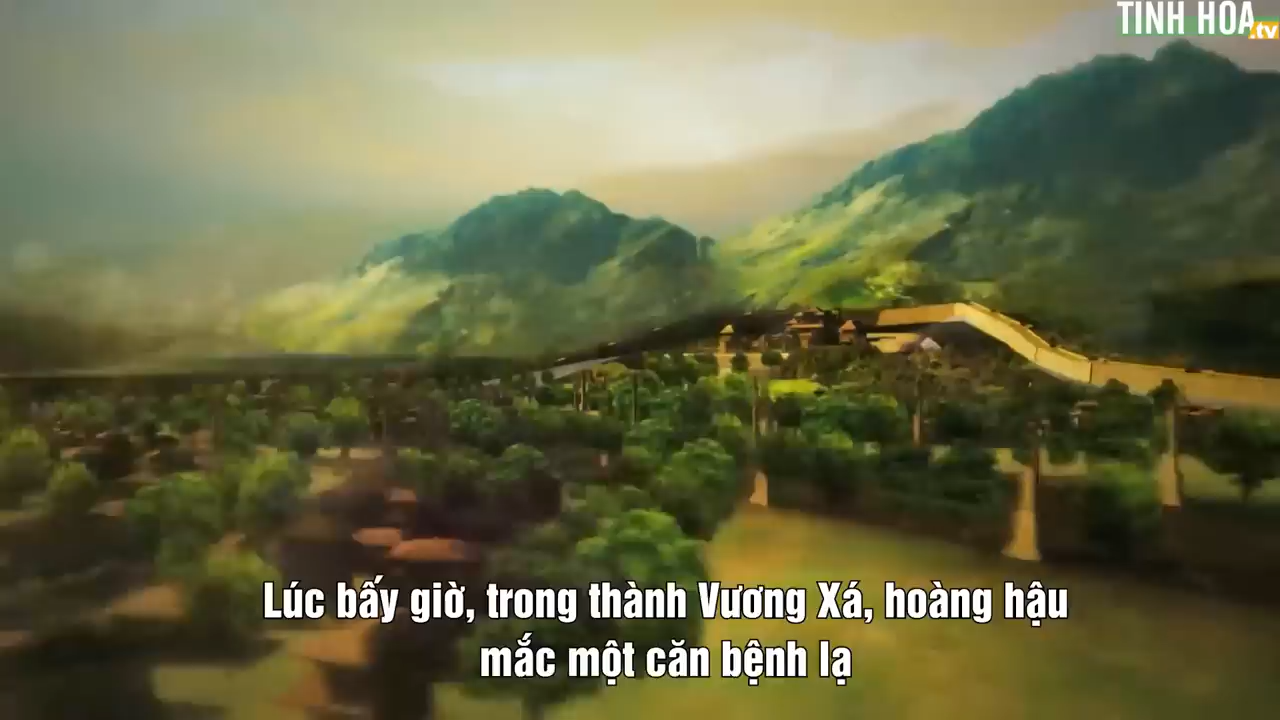 TINH HOA
.tv
Lúc bấy giờ, trong thành Vương Xá, hoàng hậu
mắc một căn bệnh lạ